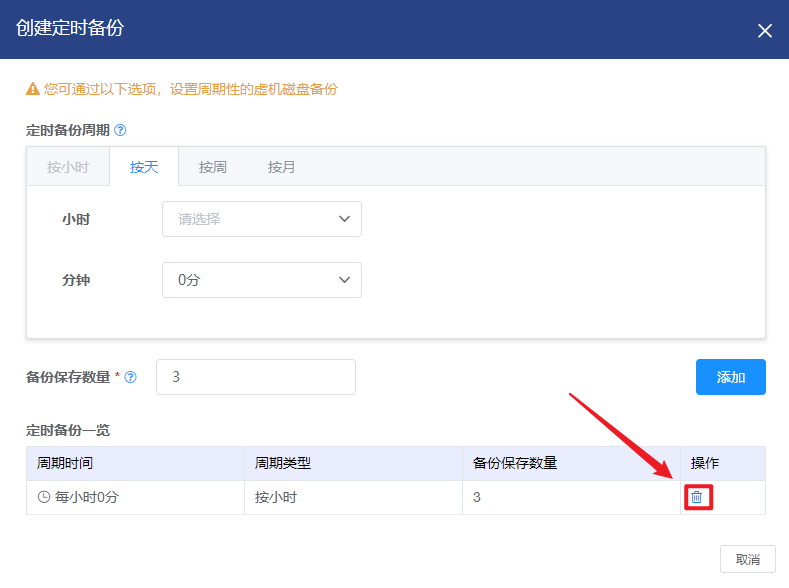 创建定时备份
您可通过以下选项，设置周期性的虚机磁盘备份
定时备份周期
按小时 按天 按周 按月
小时 请选择
分钟 0分
备份保存数量 * 3 添加
定时备份一览
周期时间 周期类型 备份保存数量 操作
每小时0分 按小时 3
取消